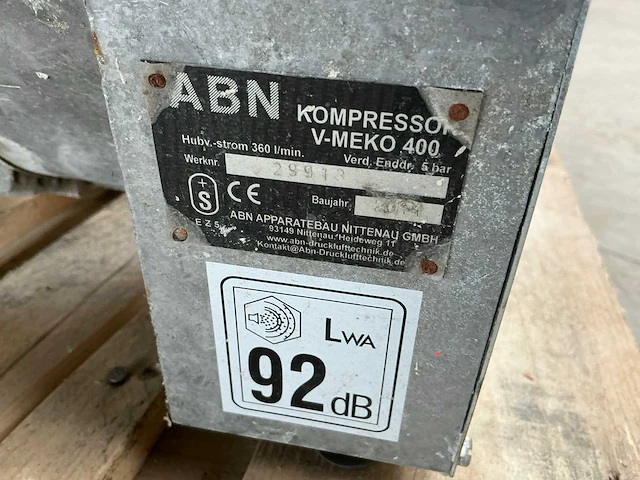 ABN
KOMPRESSOR
V-MEKO 400
Hubv.-strom 360 l/min.
Verd. Enddr. 5 bar
Werknr.
Baujahr
+
S
CE
E Z 5
ABN APPARATEBAU NITTENAU GMBH
93149 Nittenau/Heideweg 11
www.abn-drucklufttechnik.de
Kontakt@Abn-Drucklufttechnik.de
LWA
92 dB